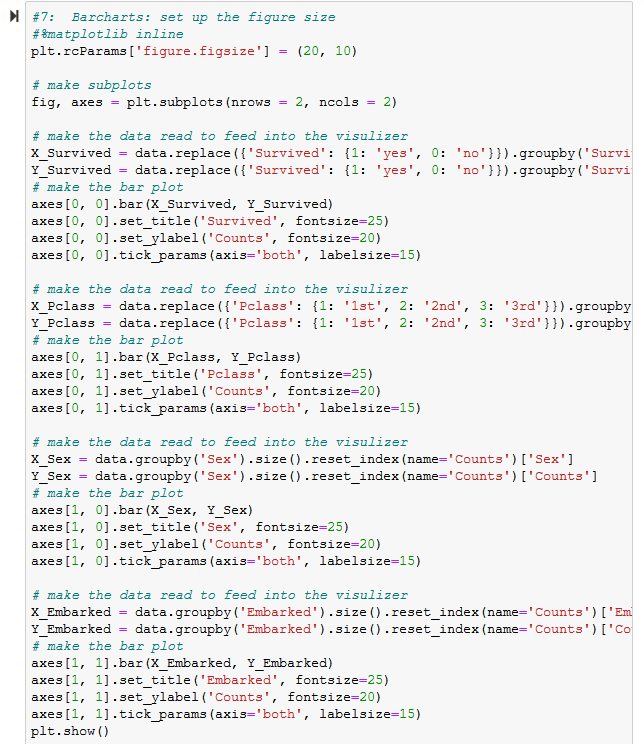 #7:  Barcharts: set up the figure size
#%matplotlib inline
plt.rcParams['figure.figsize'] = (20, 10)

# make subplots
fig, axes = plt.subplots(nrows = 2, ncols = 2)

# make the data read to feed into the visulizer
X_Survived = data.replace({'Survived': {1: 'yes', 0: 'no'}}).groupby('Survi
Y_Survived = data.replace({'Survived': {1: 'yes', 0: 'no'}}).groupby('Survi
# make the bar plot
axes[0, 0].bar(X_Survived, Y_Survived)
axes[0, 0].set_title('Survived', fontsize=25)
axes[0, 0].set_ylabel('Counts', fontsize=20)
axes[0, 0].tick_params(axis='both', labelsize=15)

# make the data read to feed into the visulizer
X_Pclass = data.replace({'Pclass': {1: '1st', 2: '2nd', 3: '3rd'}}).groupby
Y_Pclass = data.replace({'Pclass': {1: '1st', 2: '2nd', 3: '3rd'}}).groupby
# make the bar plot
axes[0, 1].bar(X_Pclass, Y_Pclass)
axes[0, 1].set_title('Pclass', fontsize=25)
axes[0, 1].set_ylabel('Counts', fontsize=20)
axes[0, 1].tick_params(axis='both', labelsize=15)

# make the data read to feed into the visulizer
X_Sex = data.groupby('Sex').size().reset_index(name='Counts')['Sex']
Y_Sex = data.groupby('Sex').size().reset_index(name='Counts')['Counts']
# make the bar plot
axes[1, 0].bar(X_Sex, Y_Sex)
axes[1, 0].set_title('Sex', fontsize=25)
axes[1, 0].set_ylabel('Counts', fontsize=20)
axes[1, 0].tick_params(axis='both', labelsize=15)

# make the data read to feed into the visulizer
X_Embarked = data.groupby('Embarked').size().reset_index(name='Counts')['Em
Y_Embarked = data.groupby('Embarked').size().reset_index(name='Counts')['Co
# make the bar plot
axes[1, 1].bar(X_Embarked, Y_Embarked)
axes[1, 1].set_title('Embarked', fontsize=25)
axes[1, 1].set_ylabel('Counts', fontsize=20)
axes[1, 1].tick_params(axis='both', labelsize=15)
plt.show()